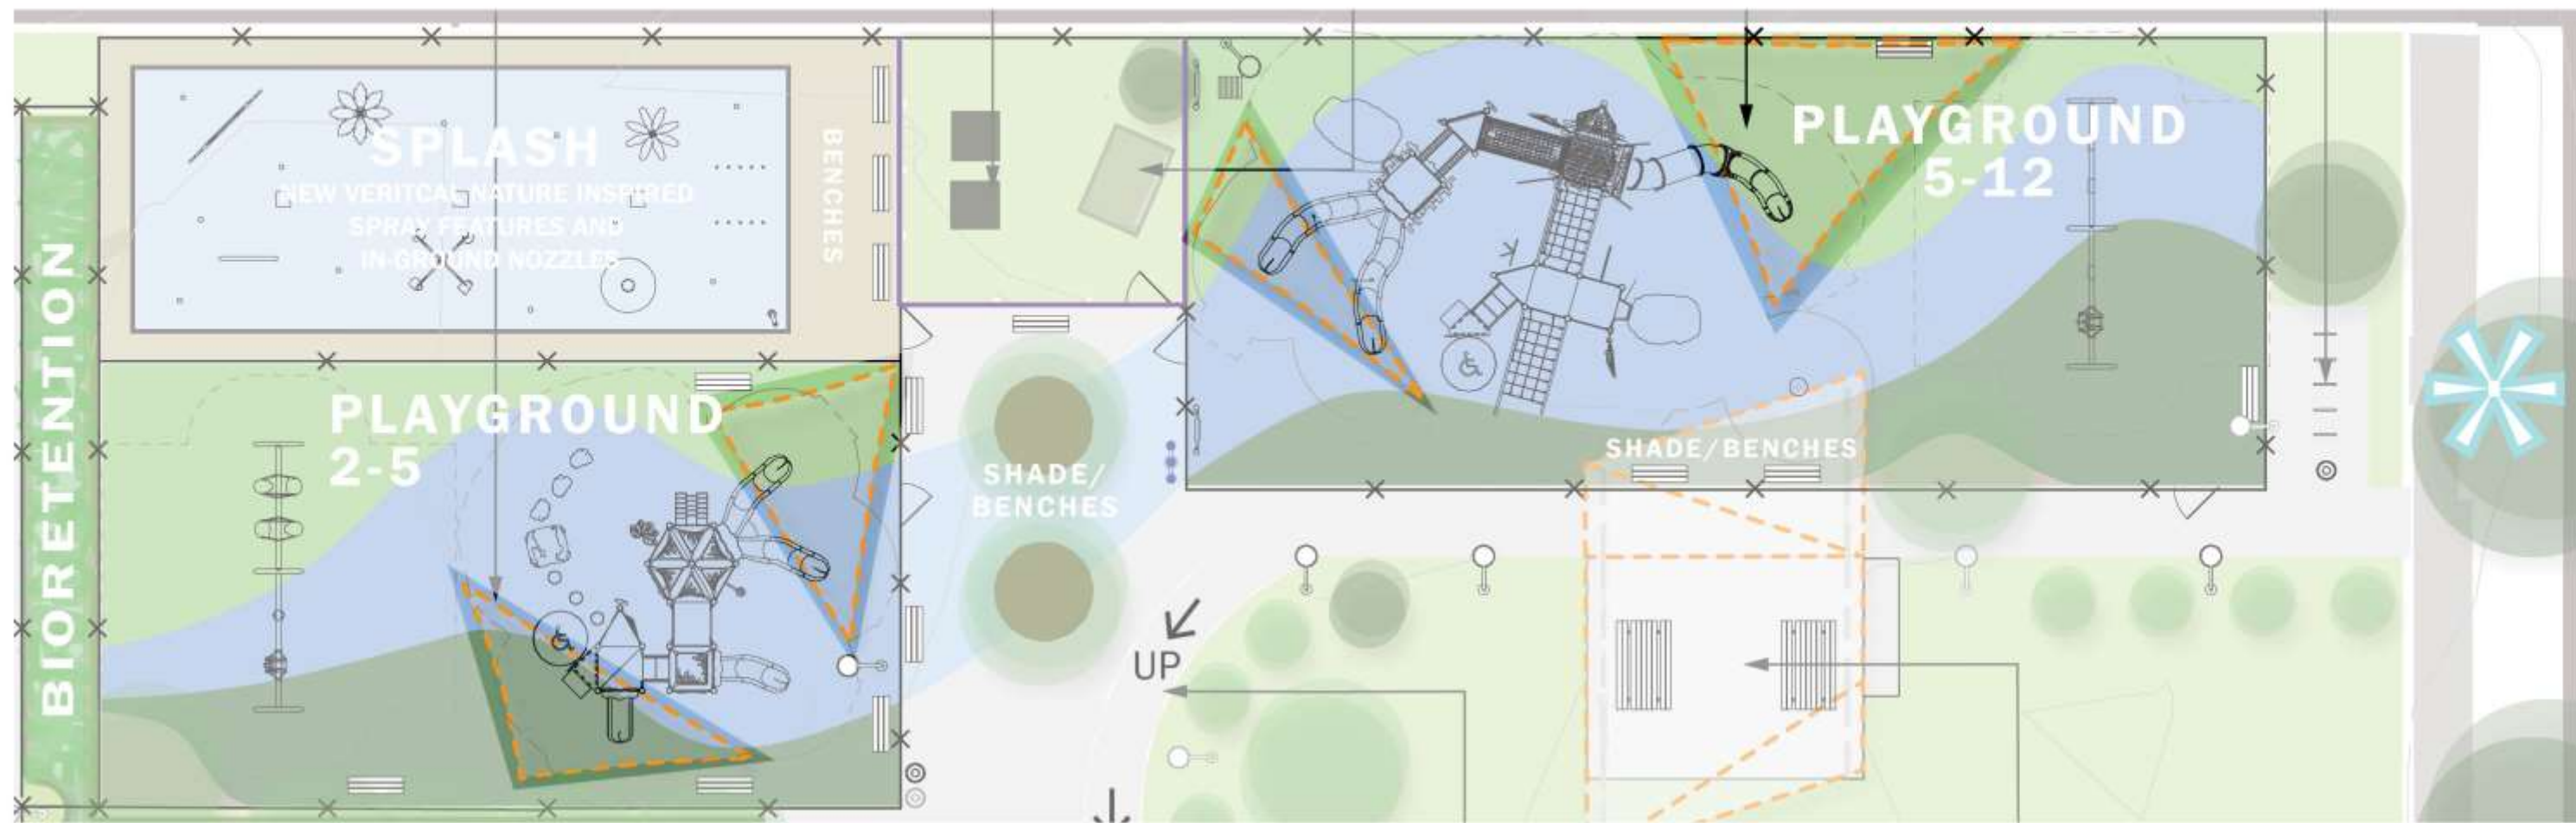 SPLASH
NEW VERITCAL NATURE INSPIRED
SPRAY FEATURES AND
IN-GROUND NOZZLES
BENCHES
PLAYGROUND
5-12
BIORETENTION
PLAYGROUND
2-5
SHADE/
BENCHES
SHADE/BENCHES
UP